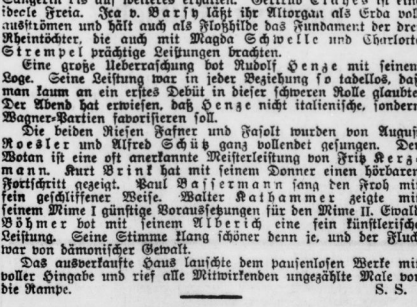 decle Freia. Ica v. Barsy läßt ihr Altorgan als Erda voll
ausströmen und hält auch als Floßhilde das Fundament der drei
Rheintöchter, die auch mit Magda Schwelle und Charlotte
Strempel prächtige Leistungen brachten.
Eine große Ueberraschung bot Rudolf Henze mit seinem
Loge. Seine Leistung war in jeder Beziehung so tadellos, daß
man kaum an ein erstes Debüt in dieser schweren Rolle glaubte.
Der Abend hat erwiesen, daß Henze nicht italienische, sondern
Wagner-Partien favorisieren soll.
Die beiden Riesen Fafner und Fasolt wurden von August
Roesler und Alfred Schütz ganz vollendet gesungen. Der
Wotan ist eine oft anerkannte Meisterleistung von Fritz Kerz-
mann. Kurt Brink hat mit seinem Donner einen hörbaren
Fortschritt gezeigt. Paul Bassermann sang den Froh mit
fein geschliffener Weise. Walter Kathammer zeigte mit
seinem Mime I günstige Voraussetzungen für den Mime II. Ewald
Böhmer bot mit seinem Alberich eine fein künstlerische
Leistung. Seine Stimme klang schöner denn je, und der Fluch
war von dämonischer Gewalt.
Das ausverkaufte Haus lauschte dem pausenlosen Werke mit
voller Hingabe und rief alle Mitwirkenden ungezählte Male vor
die Rampe. S. S.